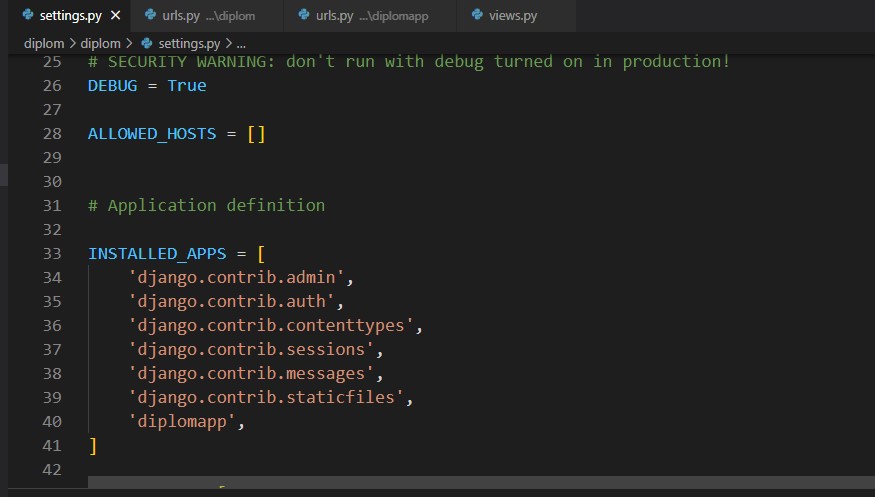 settings.py ×
urls.py ...\diplom
urls.py ...\diplomapp
views.py
diplom > diplom > settings.py > ...
25 # SECURITY WARNING: don't run with debug turned on in production!
26 DEBUG = True
27
28 ALLOWED_HOSTS = []
29
30
31 # Application definition
32
33 INSTALLED_APPS = [
34     'django.contrib.admin',
35     'django.contrib.auth',
36     'django.contrib.contenttypes',
37     'django.contrib.sessions',
38     'django.contrib.messages',
39     'django.contrib.staticfiles',
40     'diplomapp',
41 ]
42